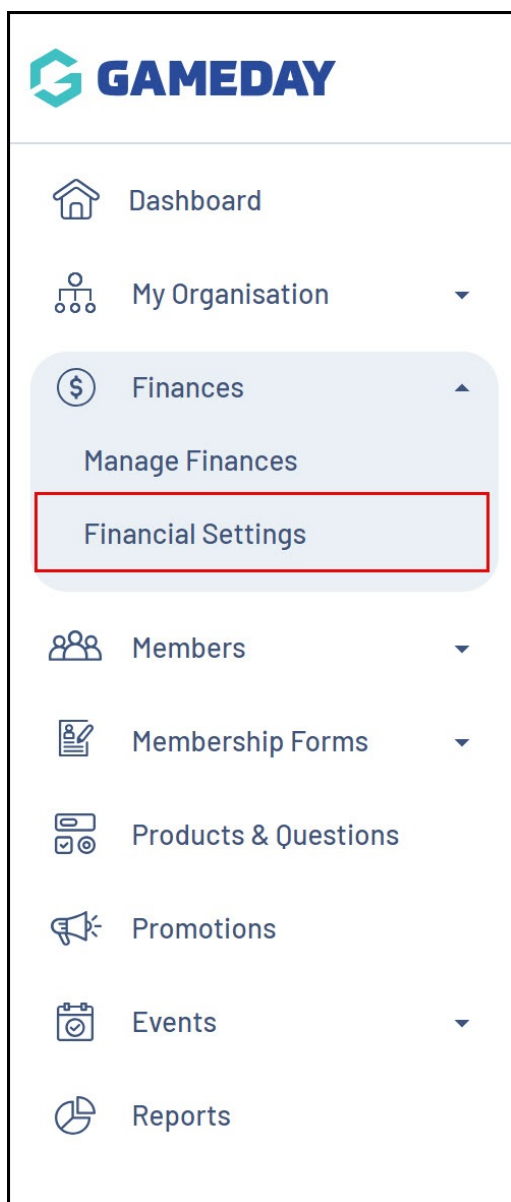 GAMEDAY
Dashboard
My Organisation
Finances
Manage Finances
Financial Settings
Members
Membership Forms
Products & Questions
Promotions
Events
Reports